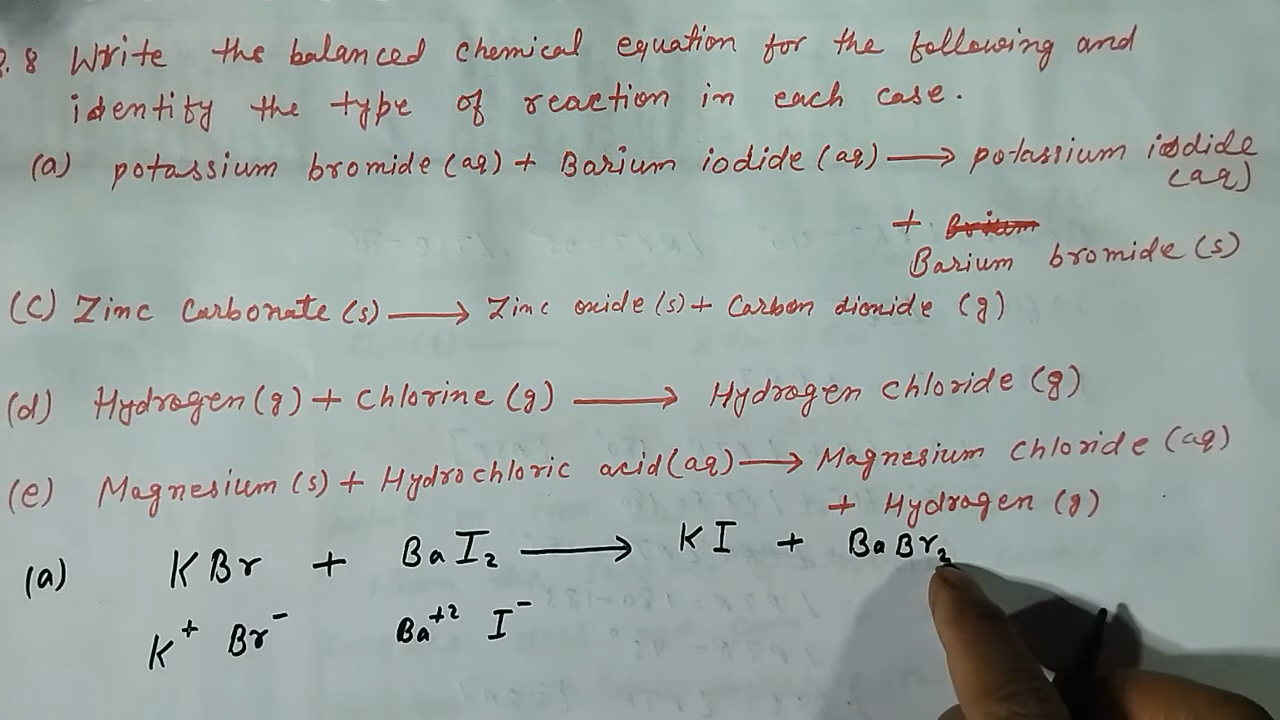 8 Write the balanced chemical equation for the following and
identify the type of reaction in each case.
(a) potassium bromide (aq) + Barium iodide (aq) ⟶ potassium iodide
(aq)
+
Barium bromide (s)
(C) Zinc Carbonate (s) ⟶ Zinc oxide (s) + Carbon dioxide (g)
(d) Hydrogen (g) + Chlorine (g) ⟶ Hydrogen Chloride (g)
(e) Magnesium (s) + Hydrochloric acid (aq) ⟶ Magnesium Chloride (aq)
+ Hydrogen (g)
(a) KBr + BaI₂ ⟶ KI + BaBr₂
K⁺ Br⁻ Ba⁺² I⁻